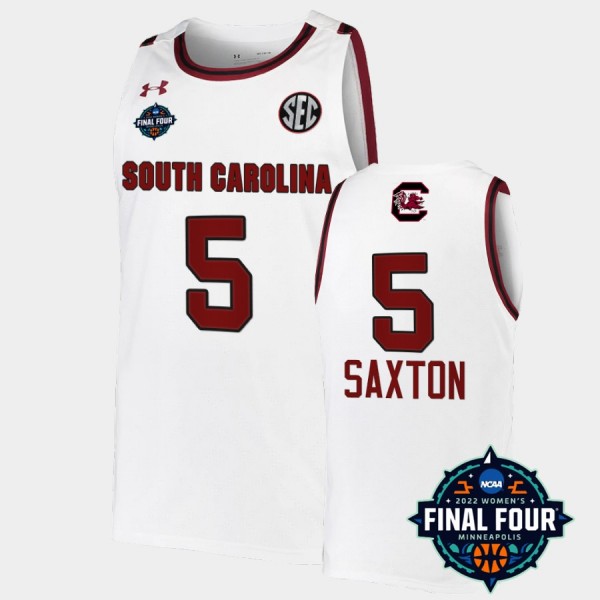 FINAL FOUR
SEC
SOUTH CAROLINA
5
C
5
SAXTON
NCAA
2022 WOMEN'S
FINAL FOUR
MINNEAPOLIS